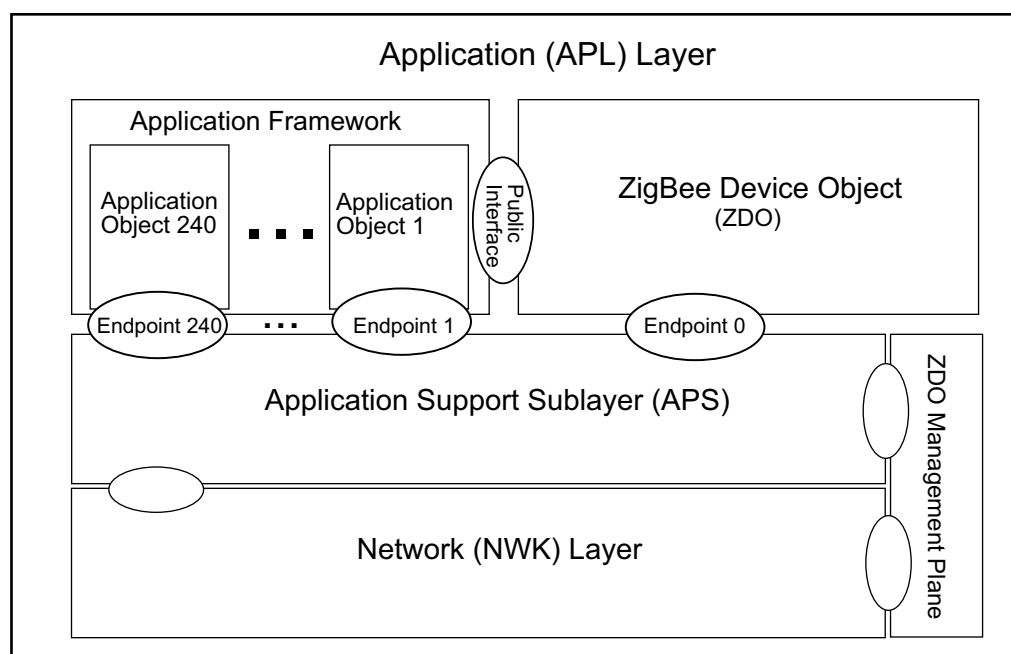 Application (APL) Layer
Application Framework
Application
Object 240
Application
Object 1
Public
Interface
ZigBee Device Object
(ZDO)
Endpoint 240
...
Endpoint 1
Endpoint 0
Application Support Sublayer (APS)
ZDO Management Plane
Network (NWK) Layer